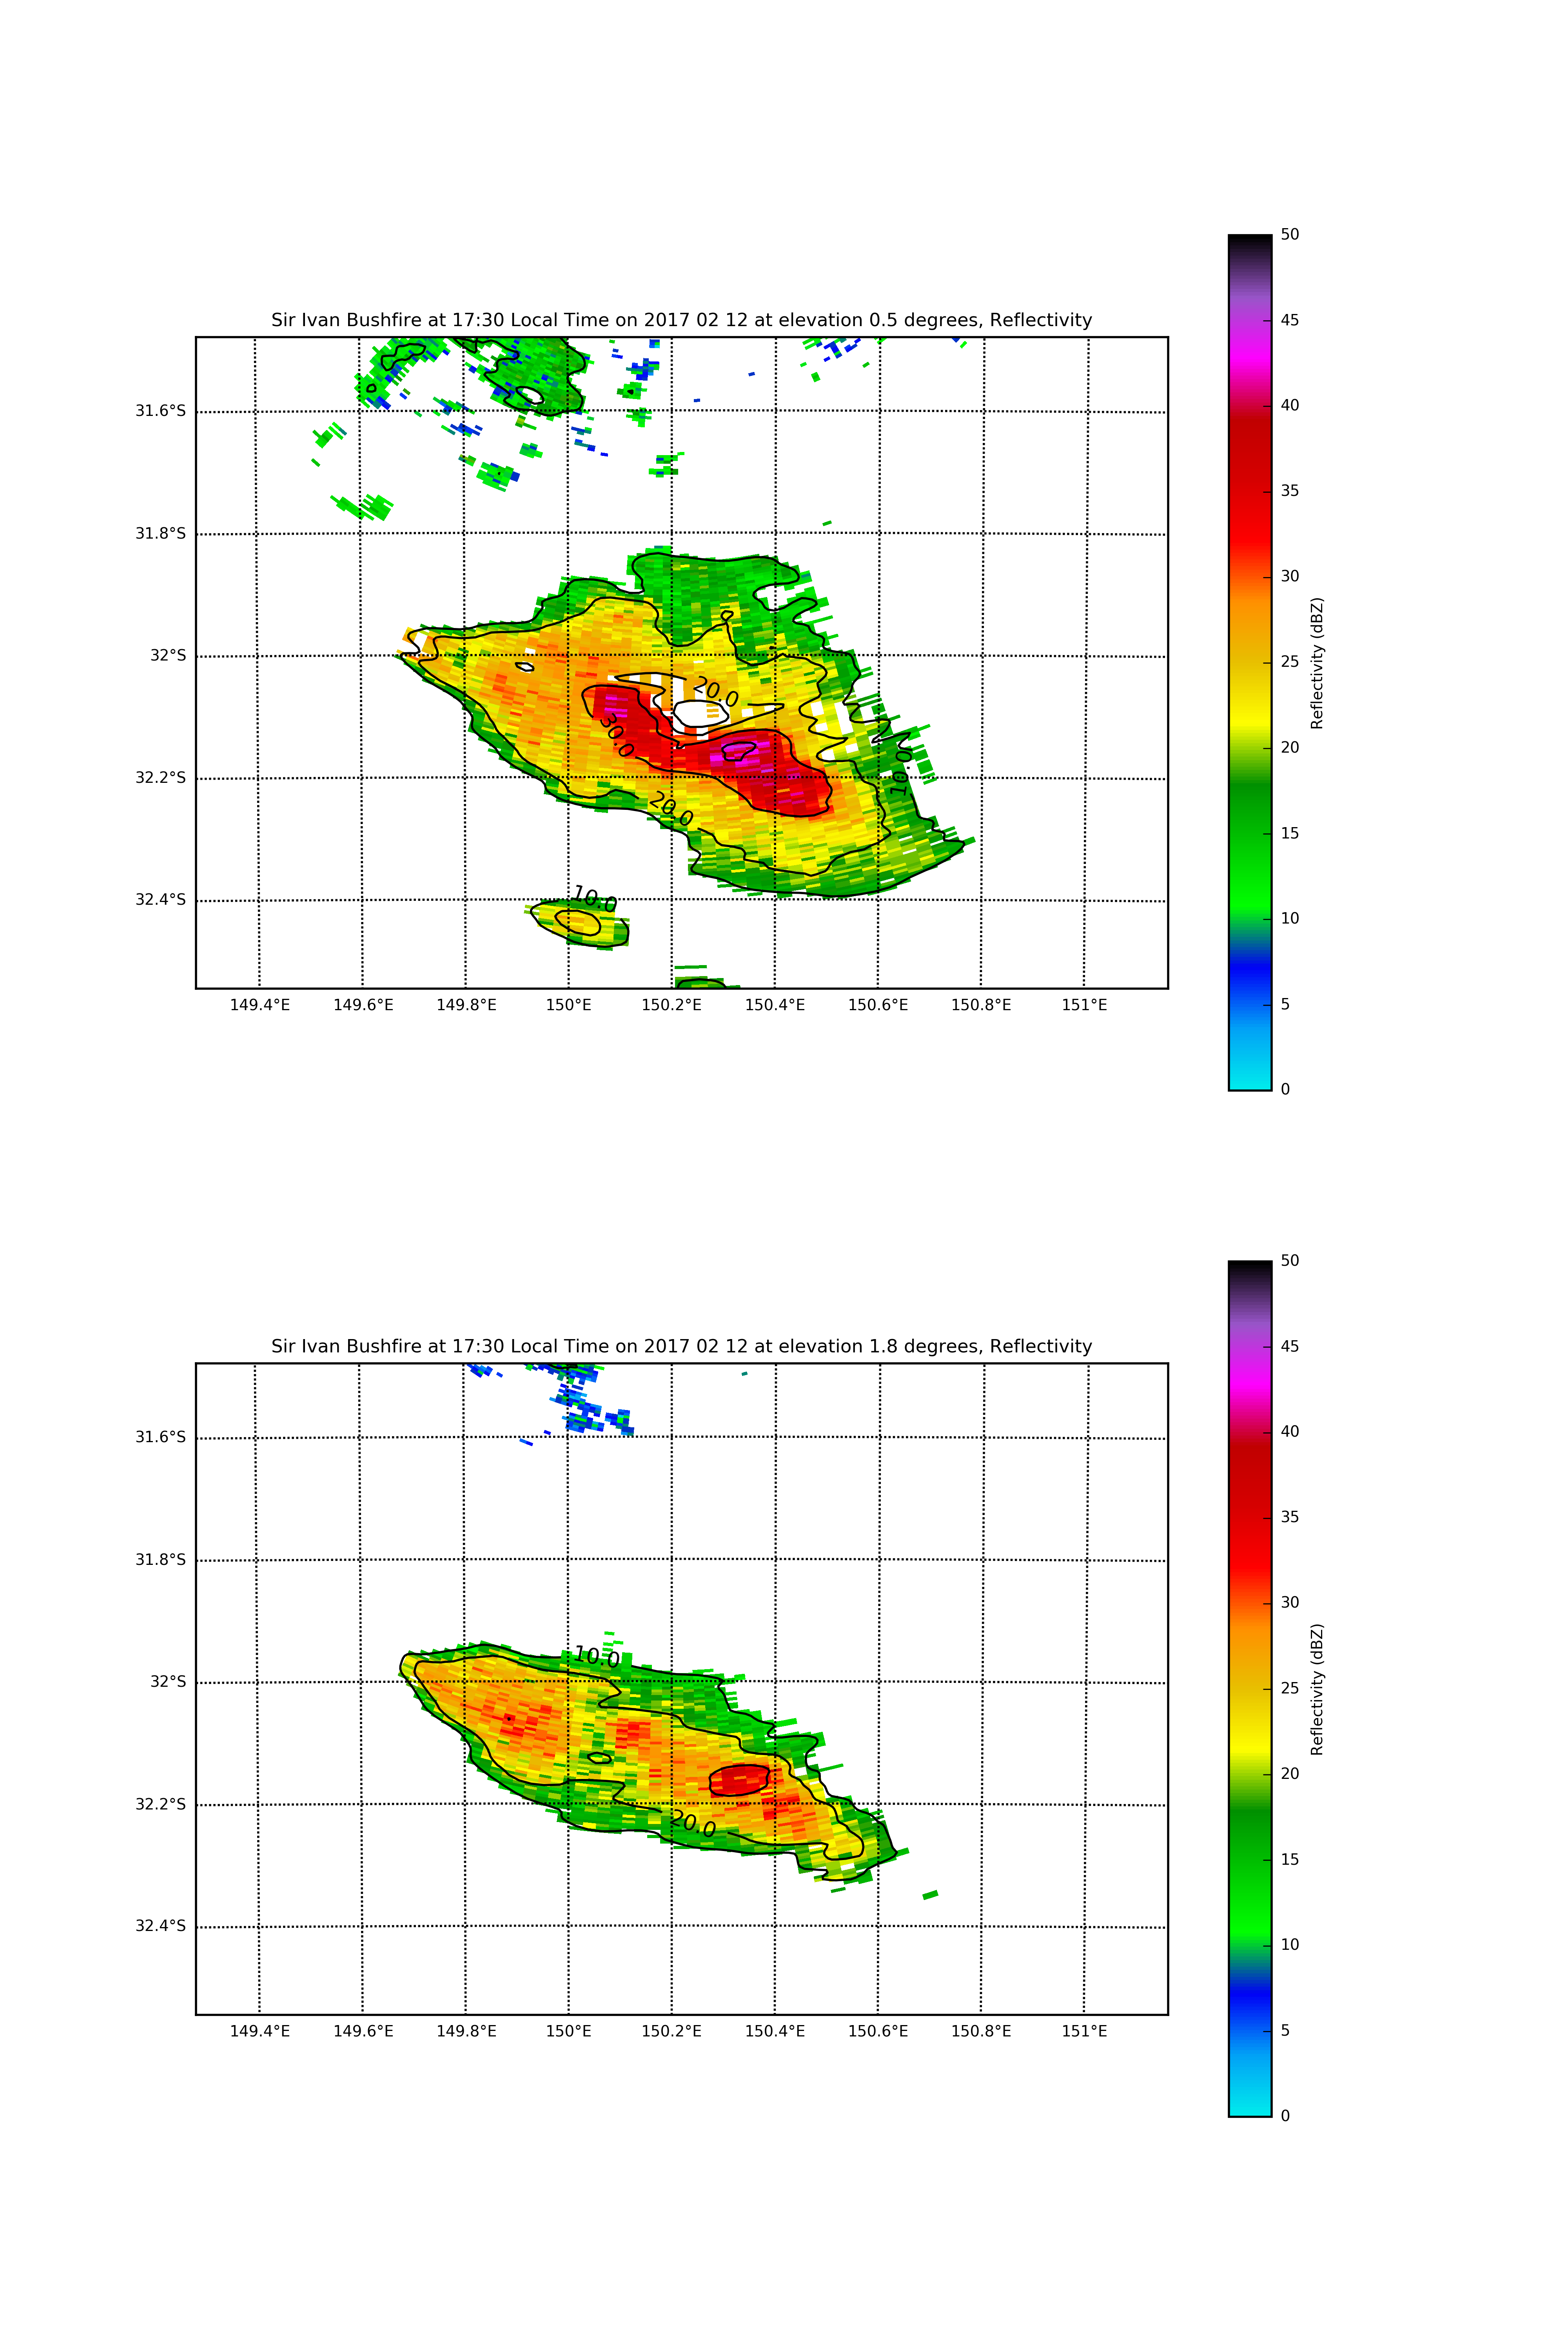 50
Sir Ivan Bushfire at 17:30 Local Time on 2017 02 12 at elevation 0.5 degrees, Reflectivity
45
31.6°S
40
35
31.8°S
30
32°S
25
20.0
Reflectivity (dBZ)
30.0
20
32.2°S
10.0
20.0
15
32.4°S
10.0
10
149.4°E 149.6°E 149.8°E 150°E 150.2°E 150.4°E 150.6°E 150.8°E 151°E
5
0
50
Sir Ivan Bushfire at 17:30 Local Time on 2017 02 12 at elevation 1.8 degrees, Reflectivity
45
31.6°S
40
35
31.8°S
30
10.0
32°S
25
Reflectivity (dBZ)
20
32.2°S
20.0
15
32.4°S
10
149.4°E 149.6°E 149.8°E 150°E 150.2°E 150.4°E 150.6°E 150.8°E 151°E
5
0